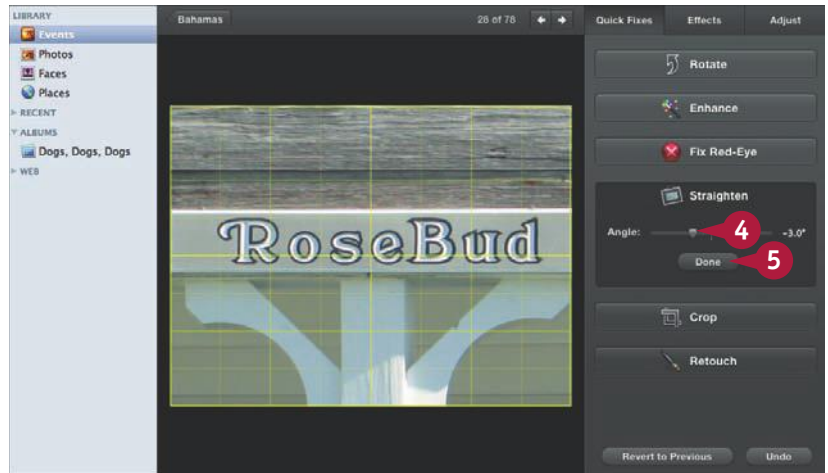 LIBRARY
Events
Photos
Faces
Places
RECENT
ALBUMS
Dogs, Dogs, Dogs
WEB
Bahamas
28 of 78
RoseBud
Quick Fixes Effects Adjust
Rotate
Enhance
Fix Red-Eye
Straighten
Angle: 4 -3.0°
Done 5
Crop
Retouch
Revert to Previous Undo